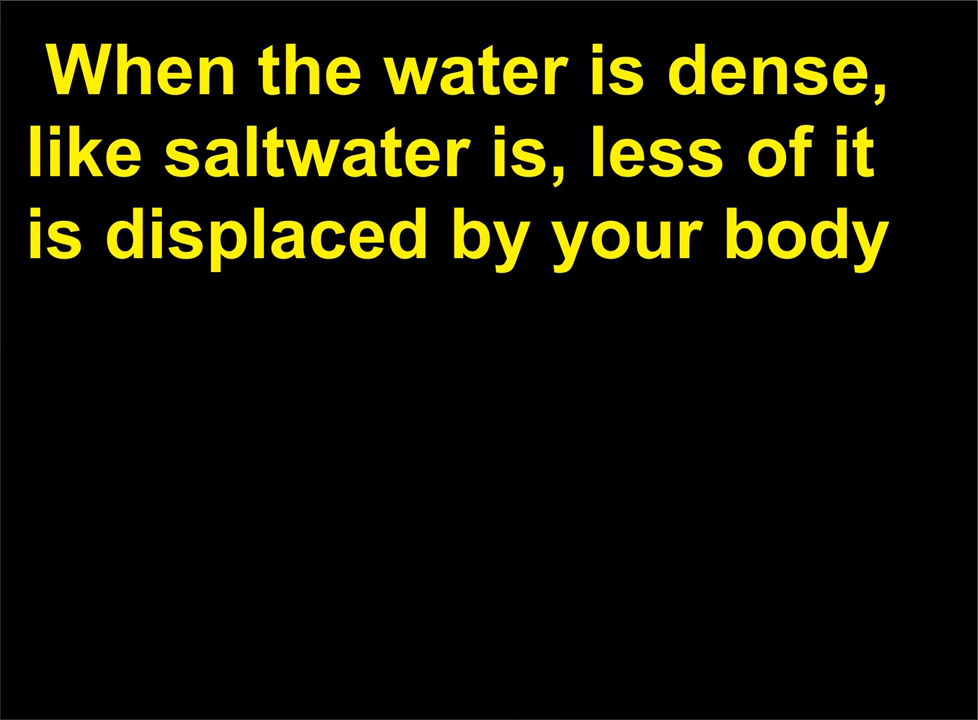 When the water is dense,
like saltwater is, less of it
is displaced by your body